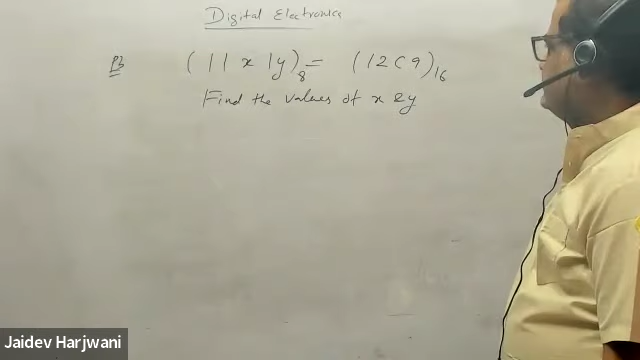 Digital Electronics
Pb (11x1y)8 = (12C9)16
Find the values of x & y
Jaidev Harjwani